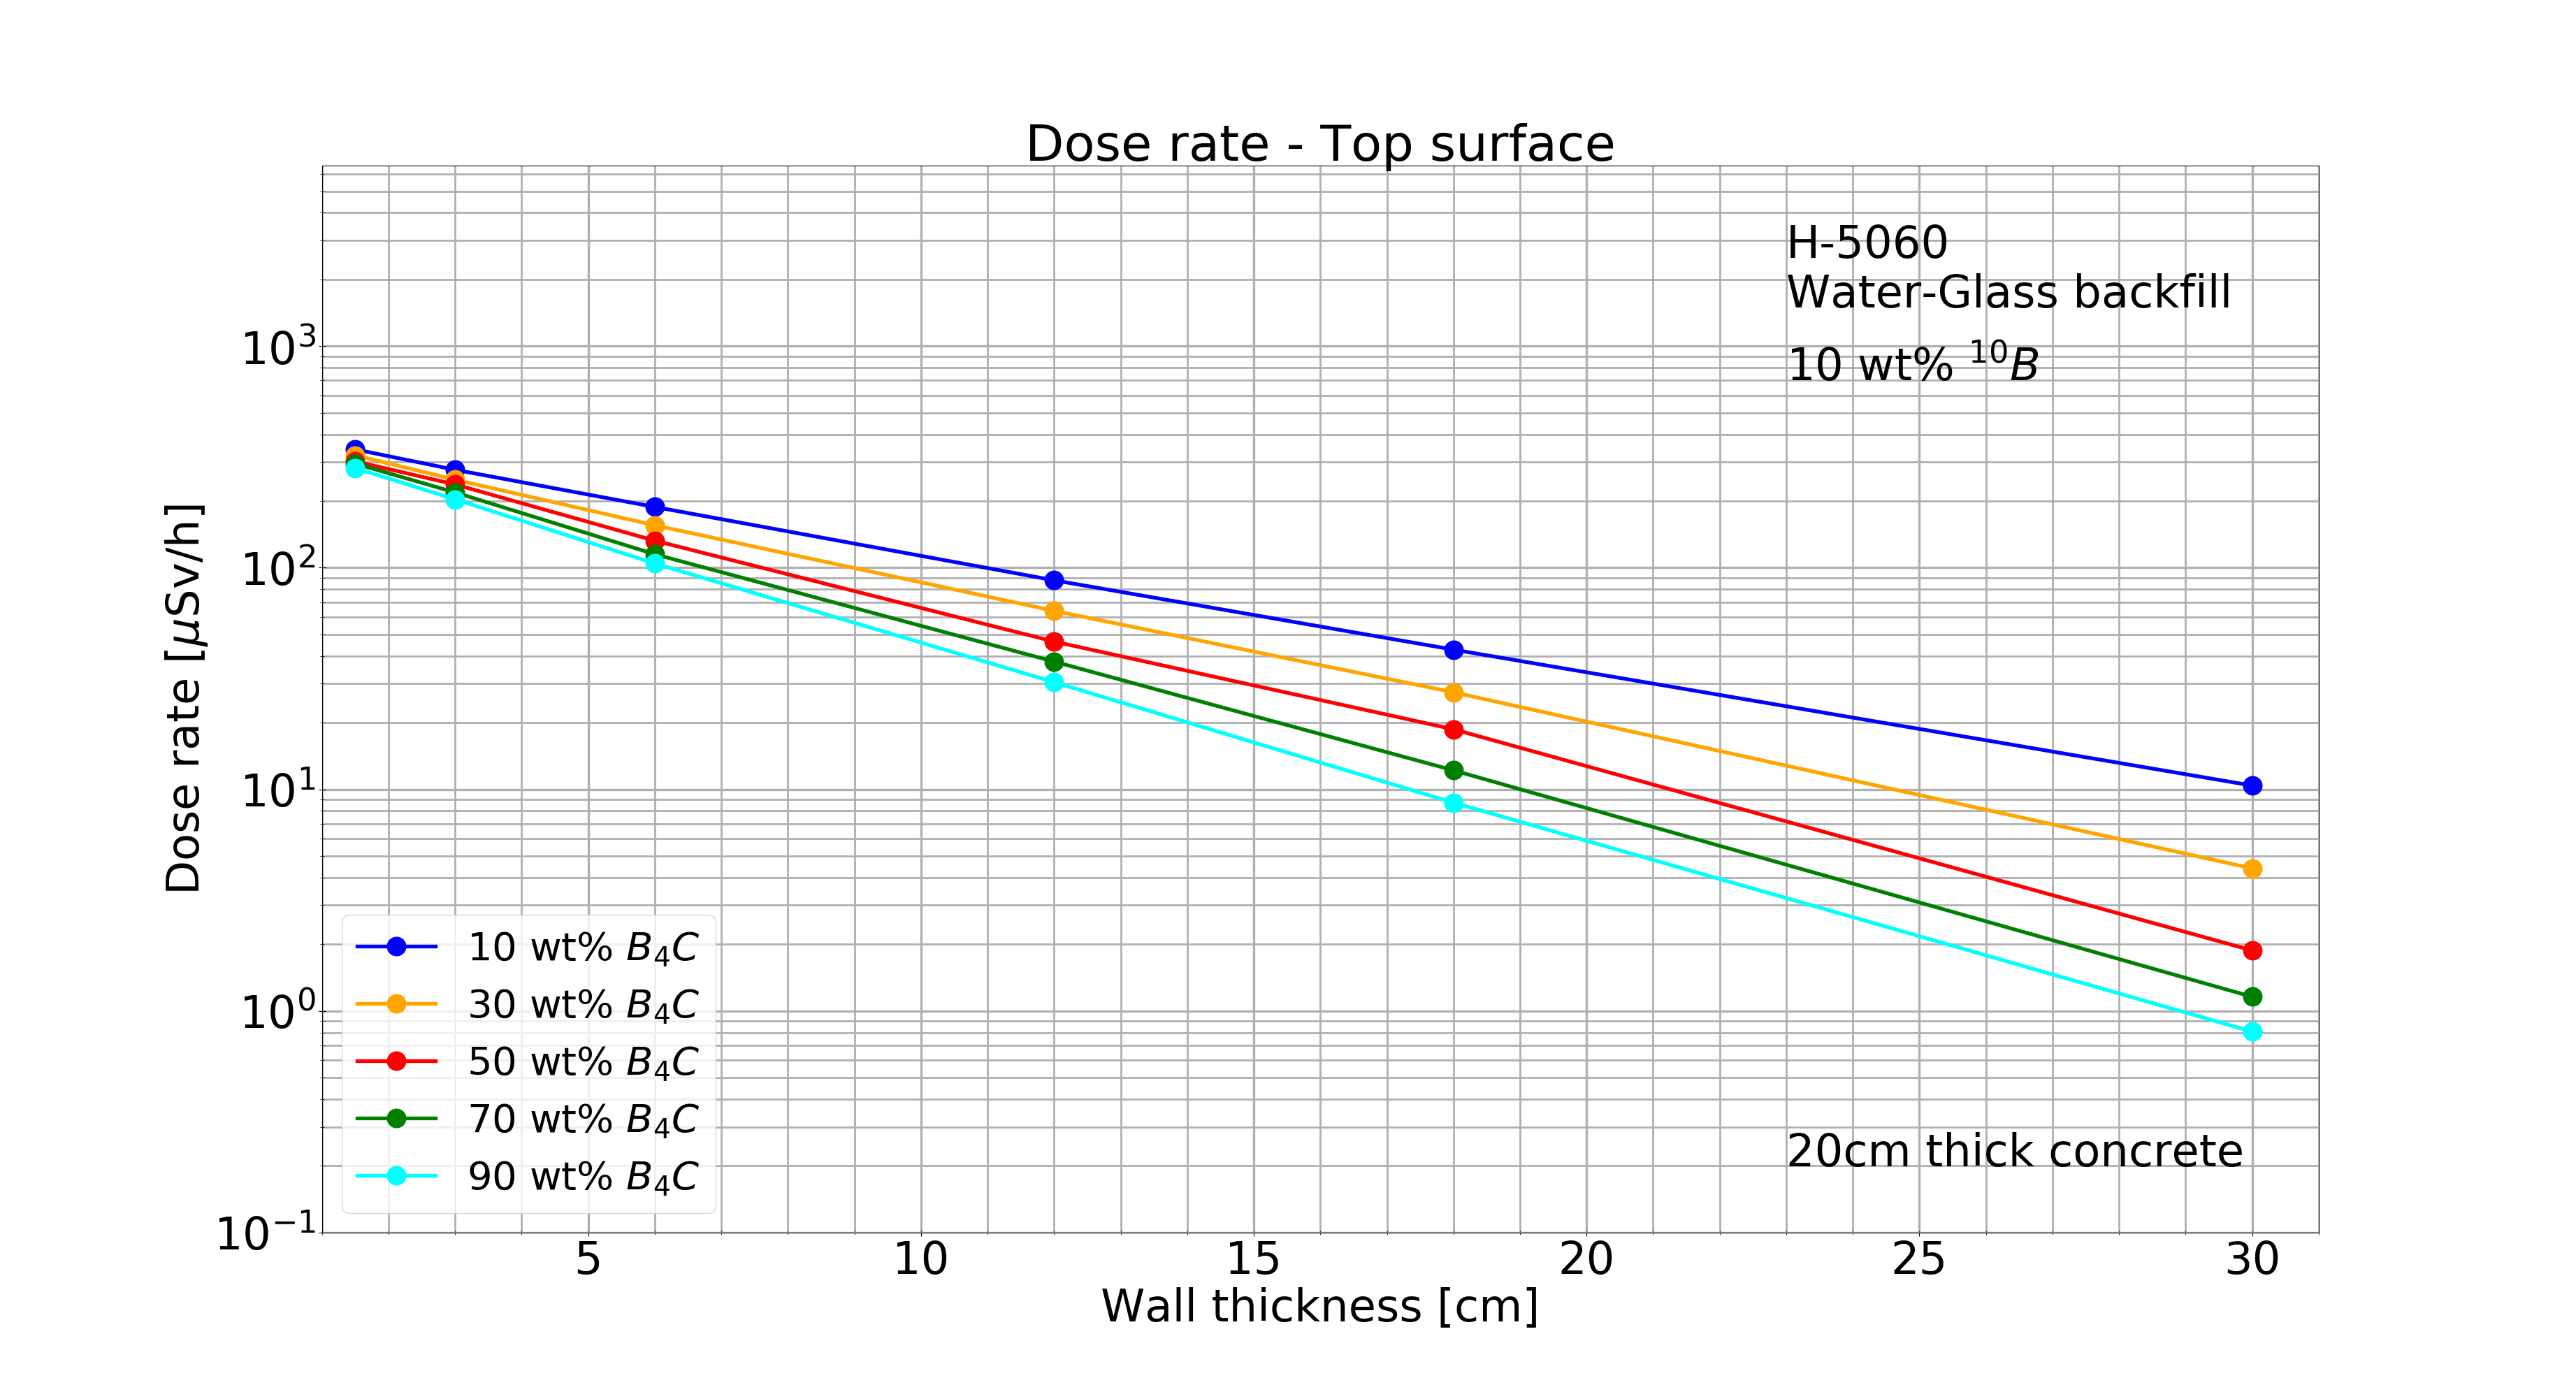 Dose rate - Top surface
H-5060
Water-Glass backfill
10 wt% ¹⁰B
20cm thick concrete
Dose rate [μSv/h]
10³
10²
10¹
10⁰
10⁻¹
10 wt% B₄C
30 wt% B₄C
50 wt% B₄C
70 wt% B₄C
90 wt% B₄C
5 10 15 20 25 30
Wall thickness [cm]